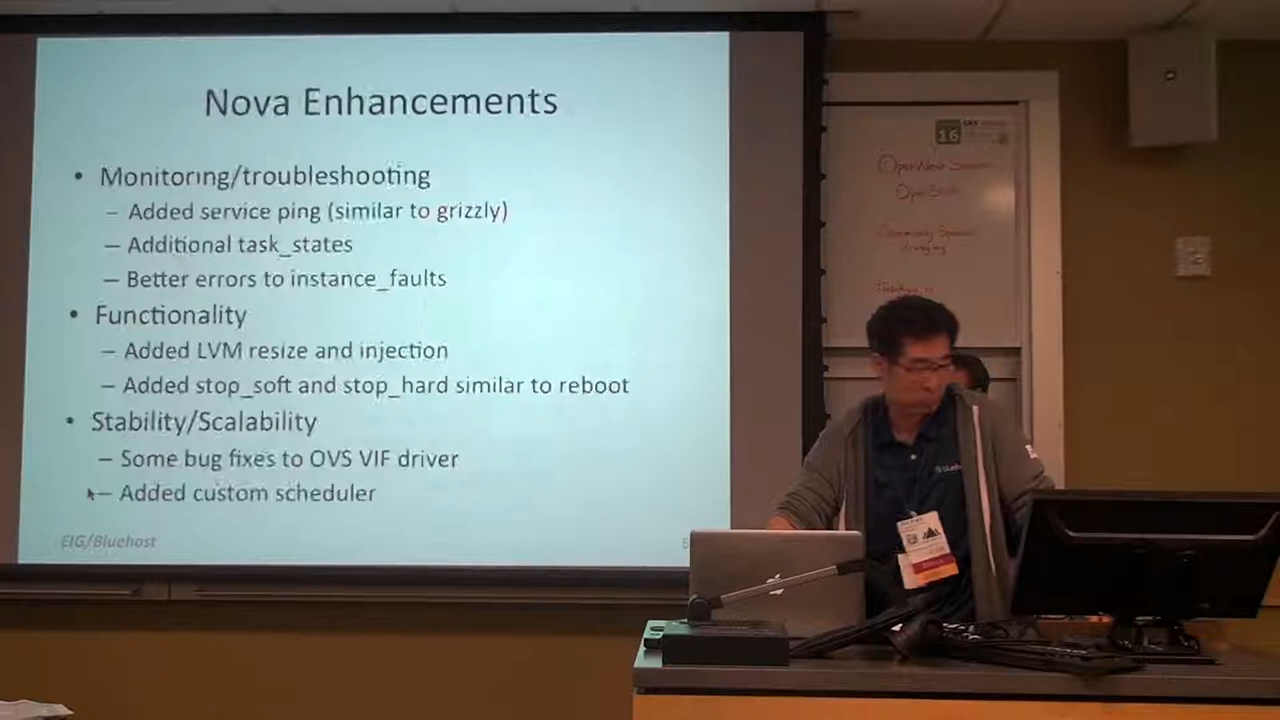 Nova Enhancements
• Monitoring/troubleshooting
– Added service ping (similar to grizzly)
– Additional task_states
– Better errors to instance_faults
• Functionality
– Added LVM resize and injection
– Added stop_soft and stop_hard similar to reboot
• Stability/Scalability
– Some bug fixes to OVS VIF driver
– Added custom scheduler
EIG/Bluehost
16
OpenStack